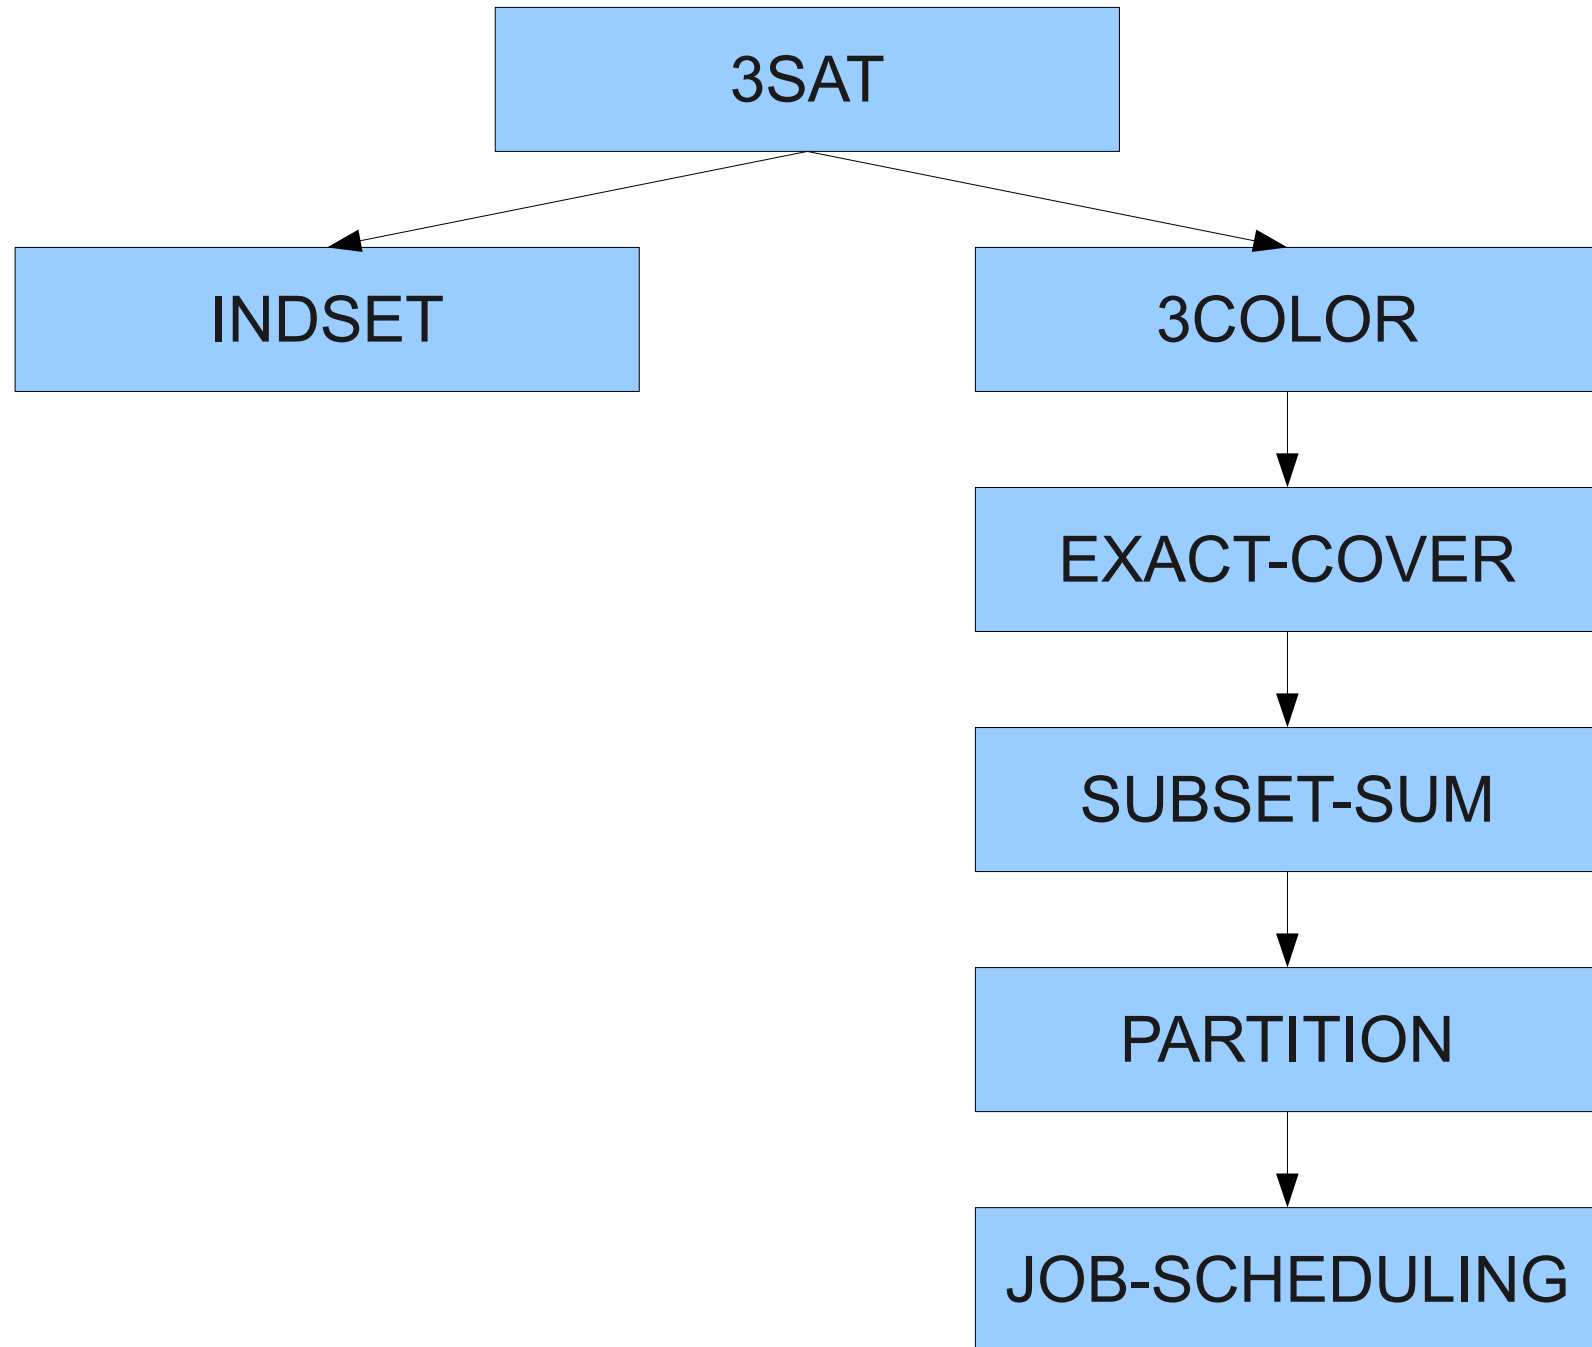 3SAT
INDSET
3COLOR
EXACT-COVER
SUBSET-SUM
PARTITION
JOB-SCHEDULING